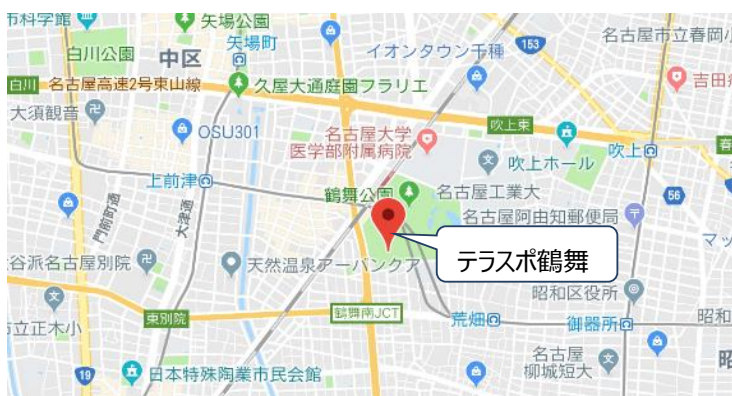 市科学館
矢場公園
矢場町
白川公園
中区
イオンタウン千種
153
名古屋市立春岡小
白川
名古屋高速2号東山線
久屋大通庭園フラリエ
吉田
大須観音
OSU301
名古屋大学
医学部附属病院
吹上東
吹上ホール
吹上
春
上前津
鶴舞公園
名古屋工業大
56
門前町通
大津通
名古屋阿由知郵便局
マッ
谷派名古屋別院
天然温泉アーバンクア
テラスポ鶴舞
昭和区役所
市立正木小
東別院
鶴舞南JCT
荒畑
御器所
昭和
19
日本特殊陶業市民会館
名古屋
柳城短大
昭